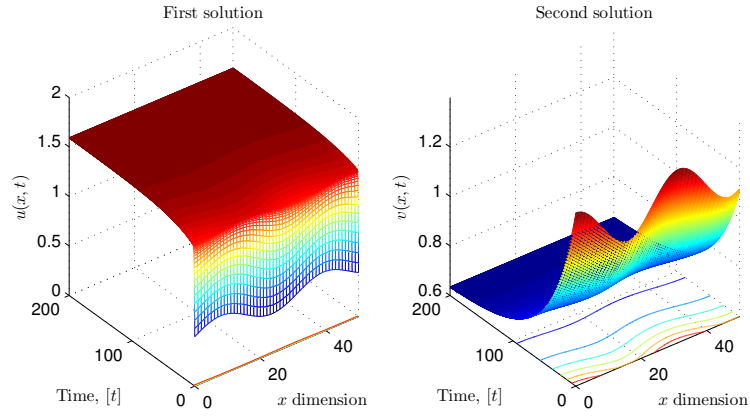 First solution
2
1.5
1
0.5
0
u(x, t)
200
100
0
Time, [t]
0
20
40
x dimension
Second solution
1.2
1
0.8
0.6
v(x, t)
200
100
0
Time, [t]
0
20
40
x dimension